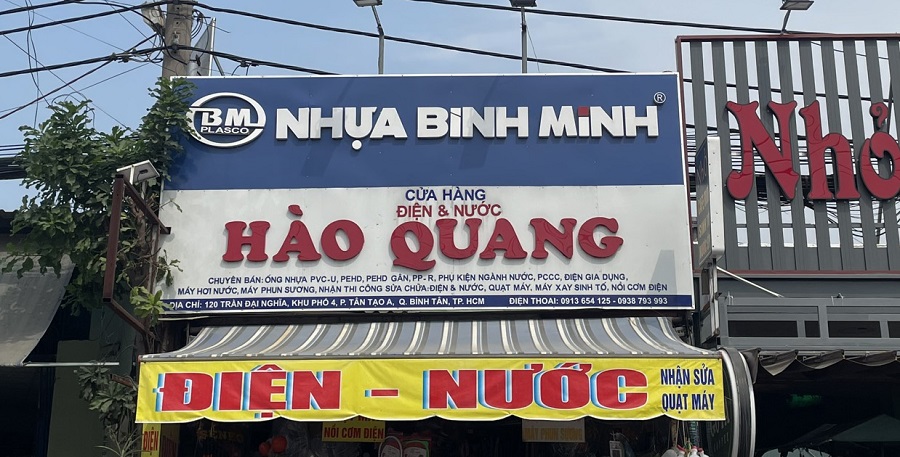 BM
PLASCO
NHỰA BÌNH MINH ®
CỬA HÀNG
ĐIỆN & NƯỚC
HÀO QUANG
CHUYÊN BÁN: ỐNG NHỰA PVC-U, PEHD, PEHD GÂN, PP-R, PHỤ KIỆN NGÀNH NƯỚC, PCCC, ĐIỆN GIA DỤNG,
MÁY HƠI NƯỚC, MÁY PHUN SƯƠNG, NHẬN THI CÔNG SỬA CHỮA ĐIỆN & NƯỚC, QUẠT MÁY, MÁY XAY SINH TỐ, NỒI CƠM ĐIỆN
ĐỊA CHỈ: 120 TRẦN ĐẠI NGHĨA, KHU PHỐ 4, P. TÂN TẠO A, Q. BÌNH TÂN, TP. HCM ĐIỆN THOẠI: 0913 654 125 - 0938 793 993
Nhỏ
ĐIỆN - NƯỚC
NHẬN SỬA
QUẠT MÁY
ĐIỆN
NỒI CƠM ĐIỆN